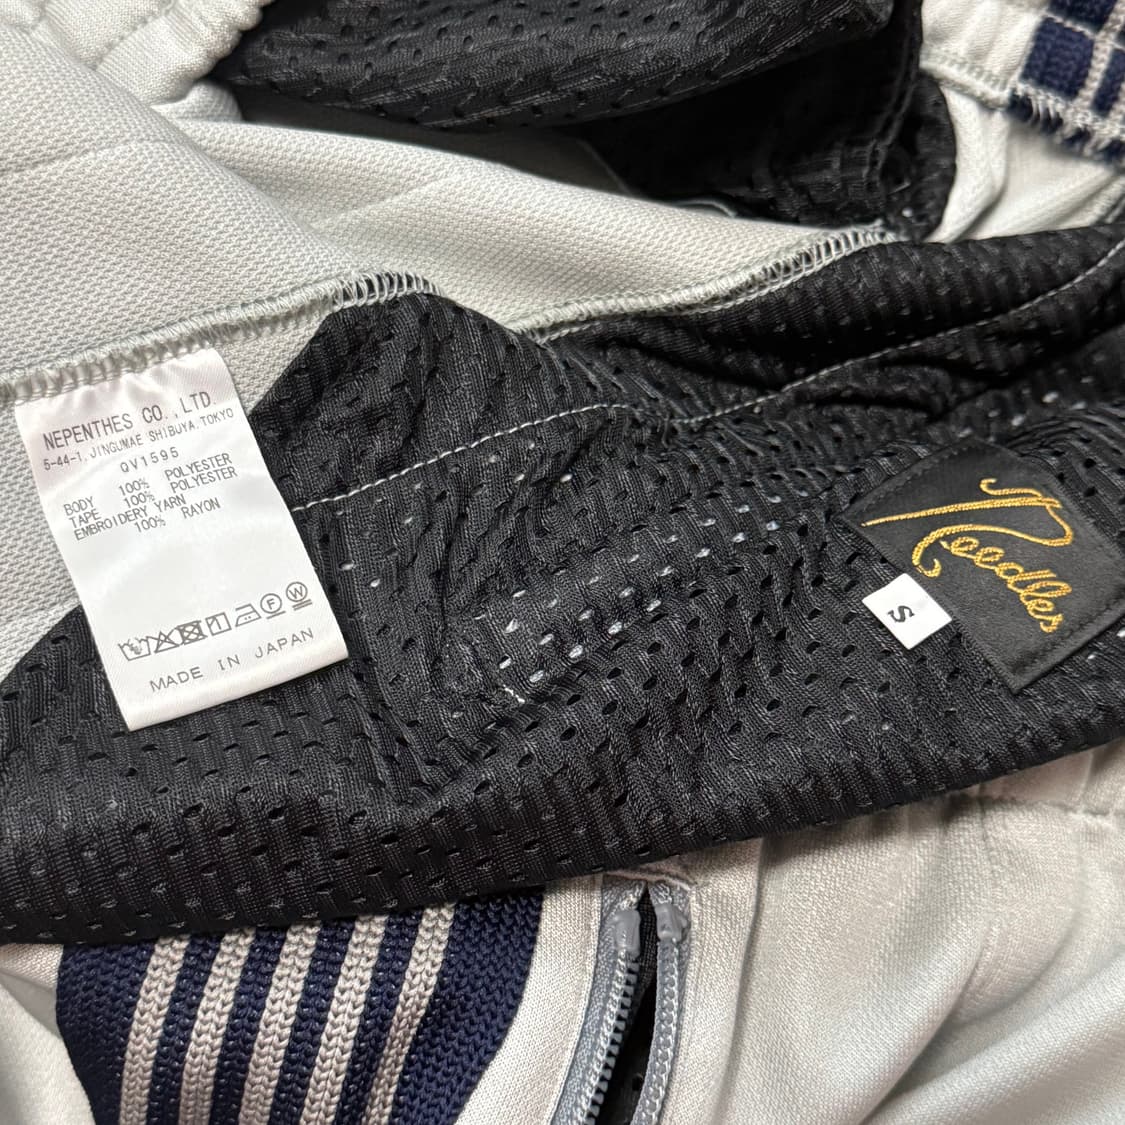 NEPENTHES CO.,LTD.
5-44-1, JINGUMAE SHIBUYA, TOKYO
QV1595
BODY 100% POLYESTER
TAPE 100% POLYESTER
EMBROIDERY YARN
100% RAYON
F W
MADE IN JAPAN
Needles
S